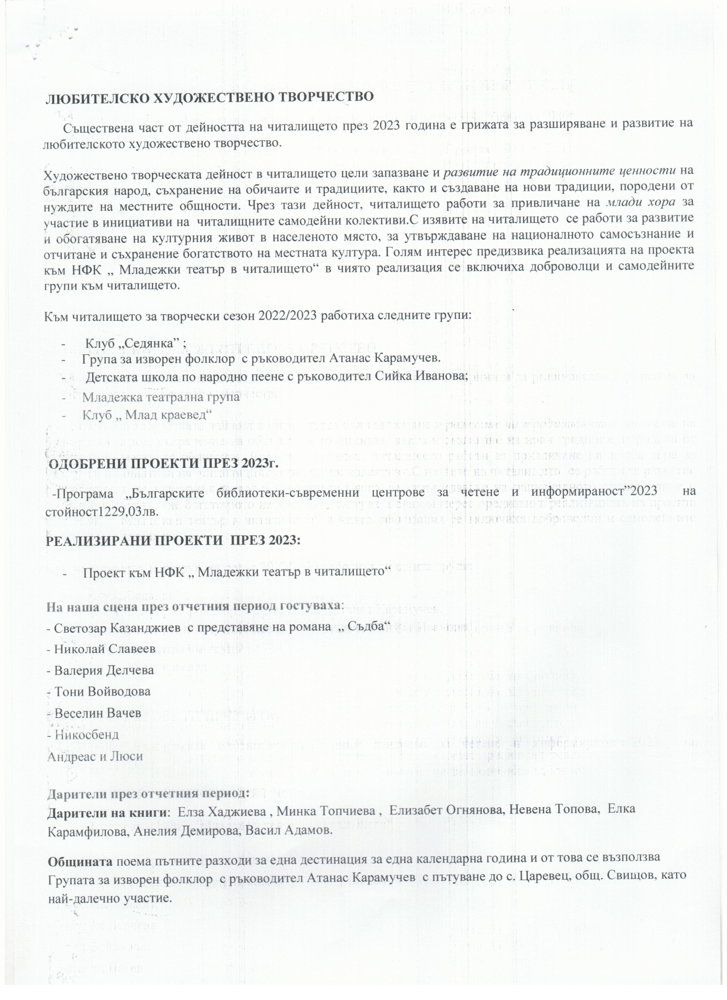 ЛЮБИТЕЛСКО ХУДОЖЕСТВЕНО ТВОРЧЕСТВО
Съществена част от дейността на читалището през 2023 година е грижата за разширяване и развитие на
любителското художествено творчество.
Художествено творческата дейност в читалището цели запазване и развитие на традиционните ценности на
българския народ, съхранение на обичаите и традициите, както и създаване на нови традиции, породени от
нуждите на местните общности. Чрез тази дейност, читалището работи за привличане на млади хора за
участие в инициативи на читалищните самодейни колективи.С изявите на читалището се работи за развитие
и обогатяване на културния живот в населеното място, за утвърждаване на националното самосъзнание и
отчитане и съхранение богатството на местната култура. Голям интерес предизвика реализацията на проекта
към НФК „ Младежки театър в читалището“ в чиято реализация се включиха доброволци и самодейните
групи към читалището.
Към читалището за творчески сезон 2022/2023 работиха следните групи:
- Клуб „Седянка” ;
- Група за изворен фолклор с ръководител Атанас Карамучев.
- Детската школа по народно пеене с ръководител Сийка Иванова;
- Младежка театрална група
- Клуб „ Млад краевед“
ОДОБРЕНИ ПРОЕКТИ ПРЕЗ 2023г.
-Програма „Българските библиотеки-съвременни центрове за четене и информираност”2023 на
стойност1229,03лв.
РЕАЛИЗИРАНИ ПРОЕКТИ ПРЕЗ 2023:
- Проект към НФК „ Младежки театър в читалището“
На наша сцена през отчетния период гостуваха:
- Светозар Казанджиев с представяне на романа „ Съдба“
- Николай Славеев
- Валерия Делчева
- Тони Войводова
- Веселин Вачев
- Никосбенд
Андреас и Люси
Дарители през отчетния период:
Дарители на книги: Елза Хаджиева , Минка Топчиева , Елизабет Огнянова, Невена Топова, Елка
Карамфилова, Анелия Демирова, Васил Адамов.
Общината поема пътните разходи за една дестинация за една календарна година и от това се възползва
Групата за изворен фолклор с ръководител Атанас Карамучев с пътуване до с. Царевец, общ. Свищов, като
най-далечно участие.